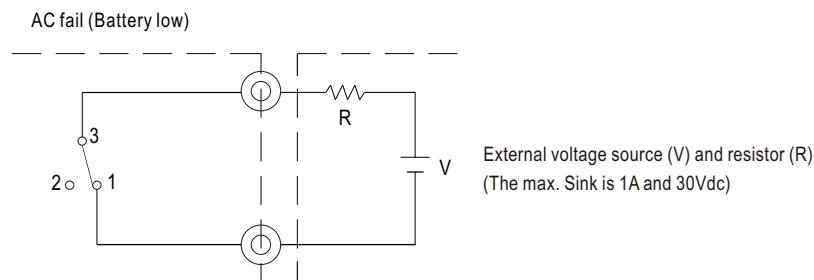 AC fail (Battery low)
3
2 1
R
V
External voltage source (V) and resistor (R)
(The max. Sink is 1A and 30Vdc)